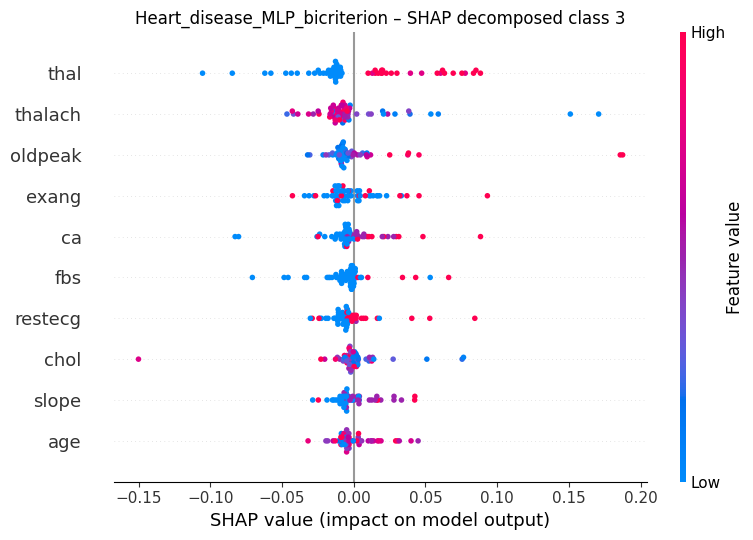 Heart_disease_MLP_bicriterion – SHAP decomposed class 3
High
thal
thalach
oldpeak
exang
ca
fbs
restecg
chol
slope
age
Feature value
Low
−0.15 −0.10 −0.05 0.00 0.05 0.10 0.15 0.20
SHAP value (impact on model output)